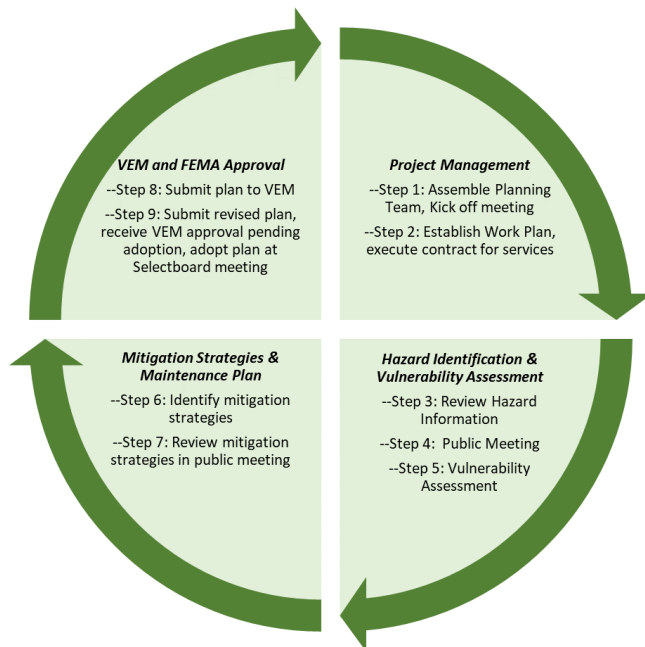 VEM and FEMA Approval
--Step 8: Submit plan to VEM
--Step 9: Submit revised plan,
receive VEM approval pending
adoption, adopt plan at
Selectboard meeting
Project Management
--Step 1: Assemble Planning
Team, Kick off meeting
--Step 2: Establish Work Plan,
execute contract for services
Mitigation Strategies &
Maintenance Plan
--Step 6: Identify mitigation
strategies
--Step 7: Review mitigation
strategies in public meeting
Hazard Identification &
Vulnerability Assessment
--Step 3: Review Hazard
Information
--Step 4:  Public Meeting
--Step 5: Vulnerability
Assessment